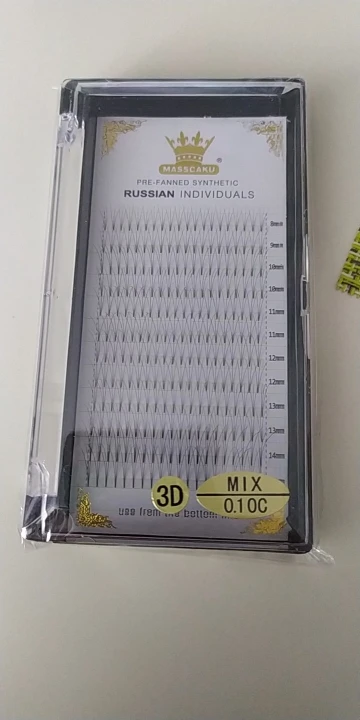 MASSCAKU
®
PRE-FANNED SYNTHETIC
RUSSIAN INDIVIDUALS
8mm
9mm
10mm
10mm
11mm
11mm
12mm
12mm
13mm
13mm
14mm
3D
MIX
0.10C
use from the bottom